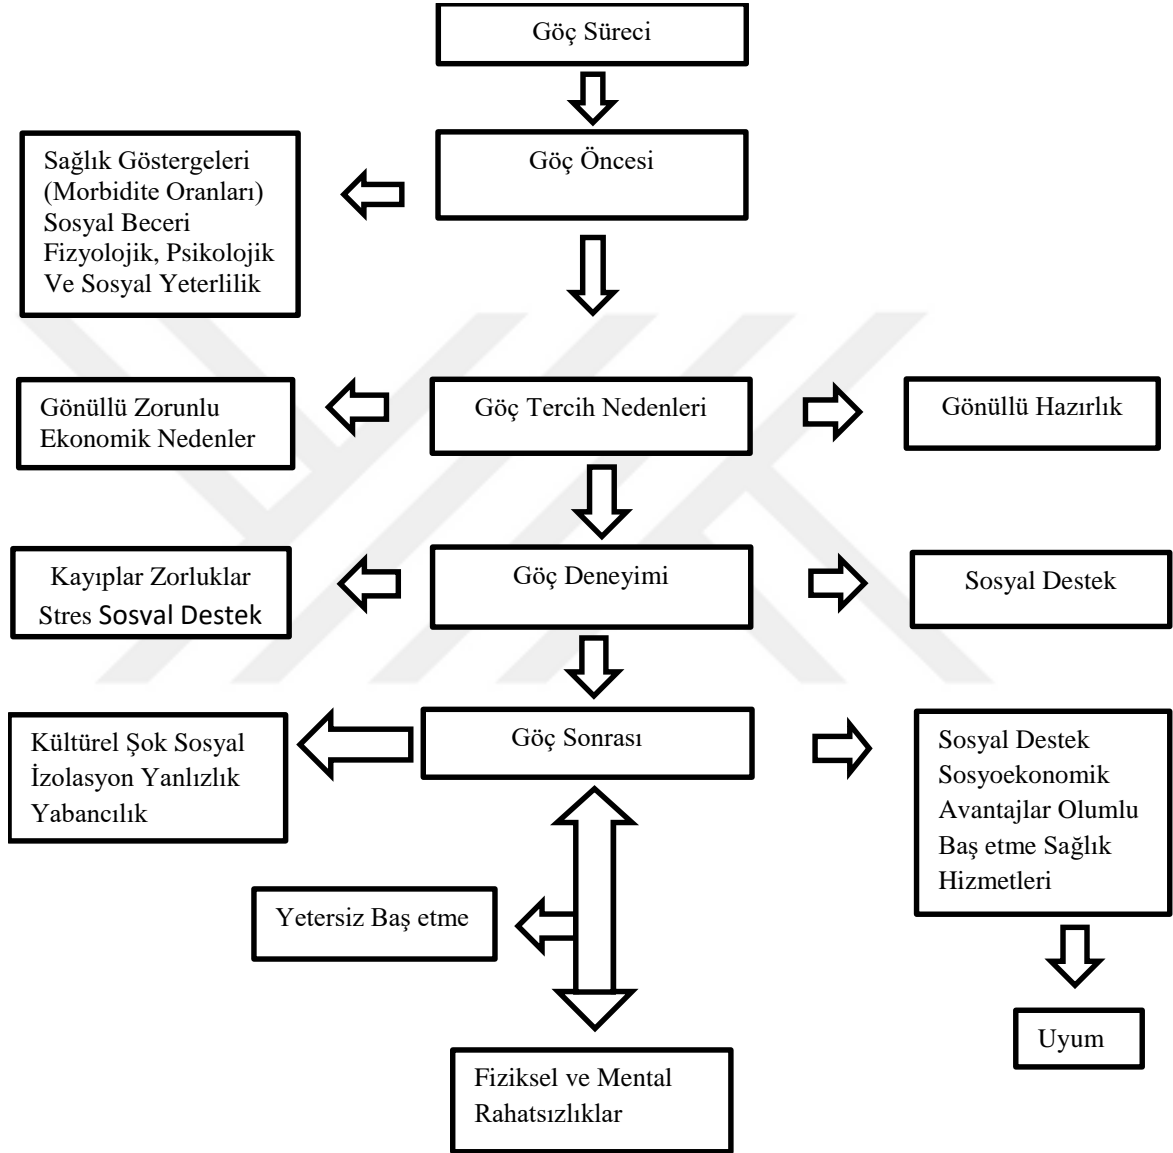 Göç Süreci
Göç Öncesi
Sağlık Göstergeleri
(Morbidite Oranları)
Sosyal Beceri
Fizyolojik, Psikolojik
Ve Sosyal Yeterlilik
Gönüllü Zorunlu
Ekonomik Nedenler
Göç Tercih Nedenleri
Gönüllü Hazırlık
Kayıplar Zorluklar
Stres Sosyal Destek
Göç Deneyimi
Sosyal Destek
Kültürel Şok Sosyal
İzolasyon Yanlızlık
Yabancılık
Göç Sonrası
Sosyal Destek
Sosyoekonomik
Avantajlar Olumlu
Baş etme Sağlık
Hizmetleri
Yetersiz Baş etme
Uyum
Fiziksel ve Mental
Rahatsızlıklar